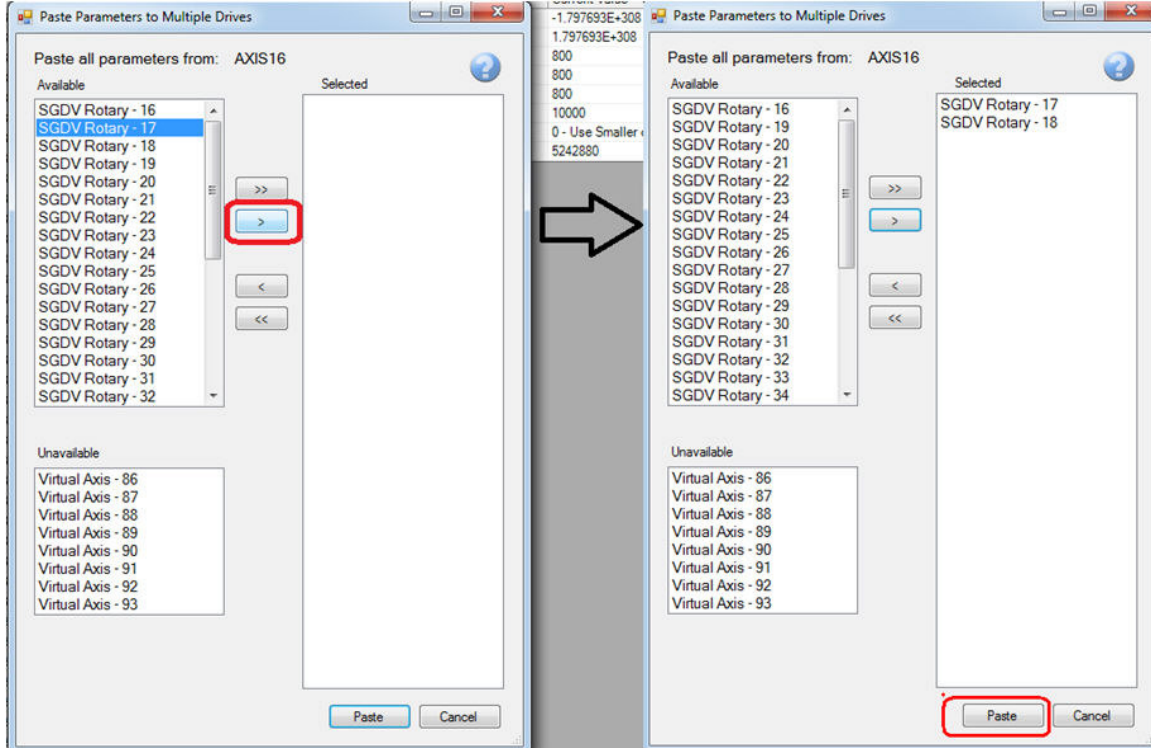 Paste Parameters to Multiple Drives
Paste all parameters from: AXIS16
Available
Selected
SGDV Rotary - 16
SGDV Rotary - 17
SGDV Rotary - 18
SGDV Rotary - 19
SGDV Rotary - 20
SGDV Rotary - 21
SGDV Rotary - 22
SGDV Rotary - 23
SGDV Rotary - 24
SGDV Rotary - 25
SGDV Rotary - 26
SGDV Rotary - 27
SGDV Rotary - 28
SGDV Rotary - 29
SGDV Rotary - 30
SGDV Rotary - 31
SGDV Rotary - 32
>>
>
<
<<
Unavailable
Virtual Axis - 86
Virtual Axis - 87
Virtual Axis - 88
Virtual Axis - 89
Virtual Axis - 90
Virtual Axis - 91
Virtual Axis - 92
Virtual Axis - 93
Paste Cancel
-1.797693E+308
1.797693E+308
800
800
800
10000
0 - Use Smaller
5242880
Paste Parameters to Multiple Drives
Paste all parameters from: AXIS16
Available
Selected
SGDV Rotary - 16
SGDV Rotary - 19
SGDV Rotary - 20
SGDV Rotary - 21
SGDV Rotary - 22
SGDV Rotary - 23
SGDV Rotary - 24
SGDV Rotary - 25
SGDV Rotary - 26
SGDV Rotary - 27
SGDV Rotary - 28
SGDV Rotary - 29
SGDV Rotary - 30
SGDV Rotary - 31
SGDV Rotary - 32
SGDV Rotary - 33
SGDV Rotary - 34
>>
>
<
<<
SGDV Rotary - 17
SGDV Rotary - 18
Unavailable
Virtual Axis - 86
Virtual Axis - 87
Virtual Axis - 88
Virtual Axis - 89
Virtual Axis - 90
Virtual Axis - 91
Virtual Axis - 92
Virtual Axis - 93
Paste Cancel